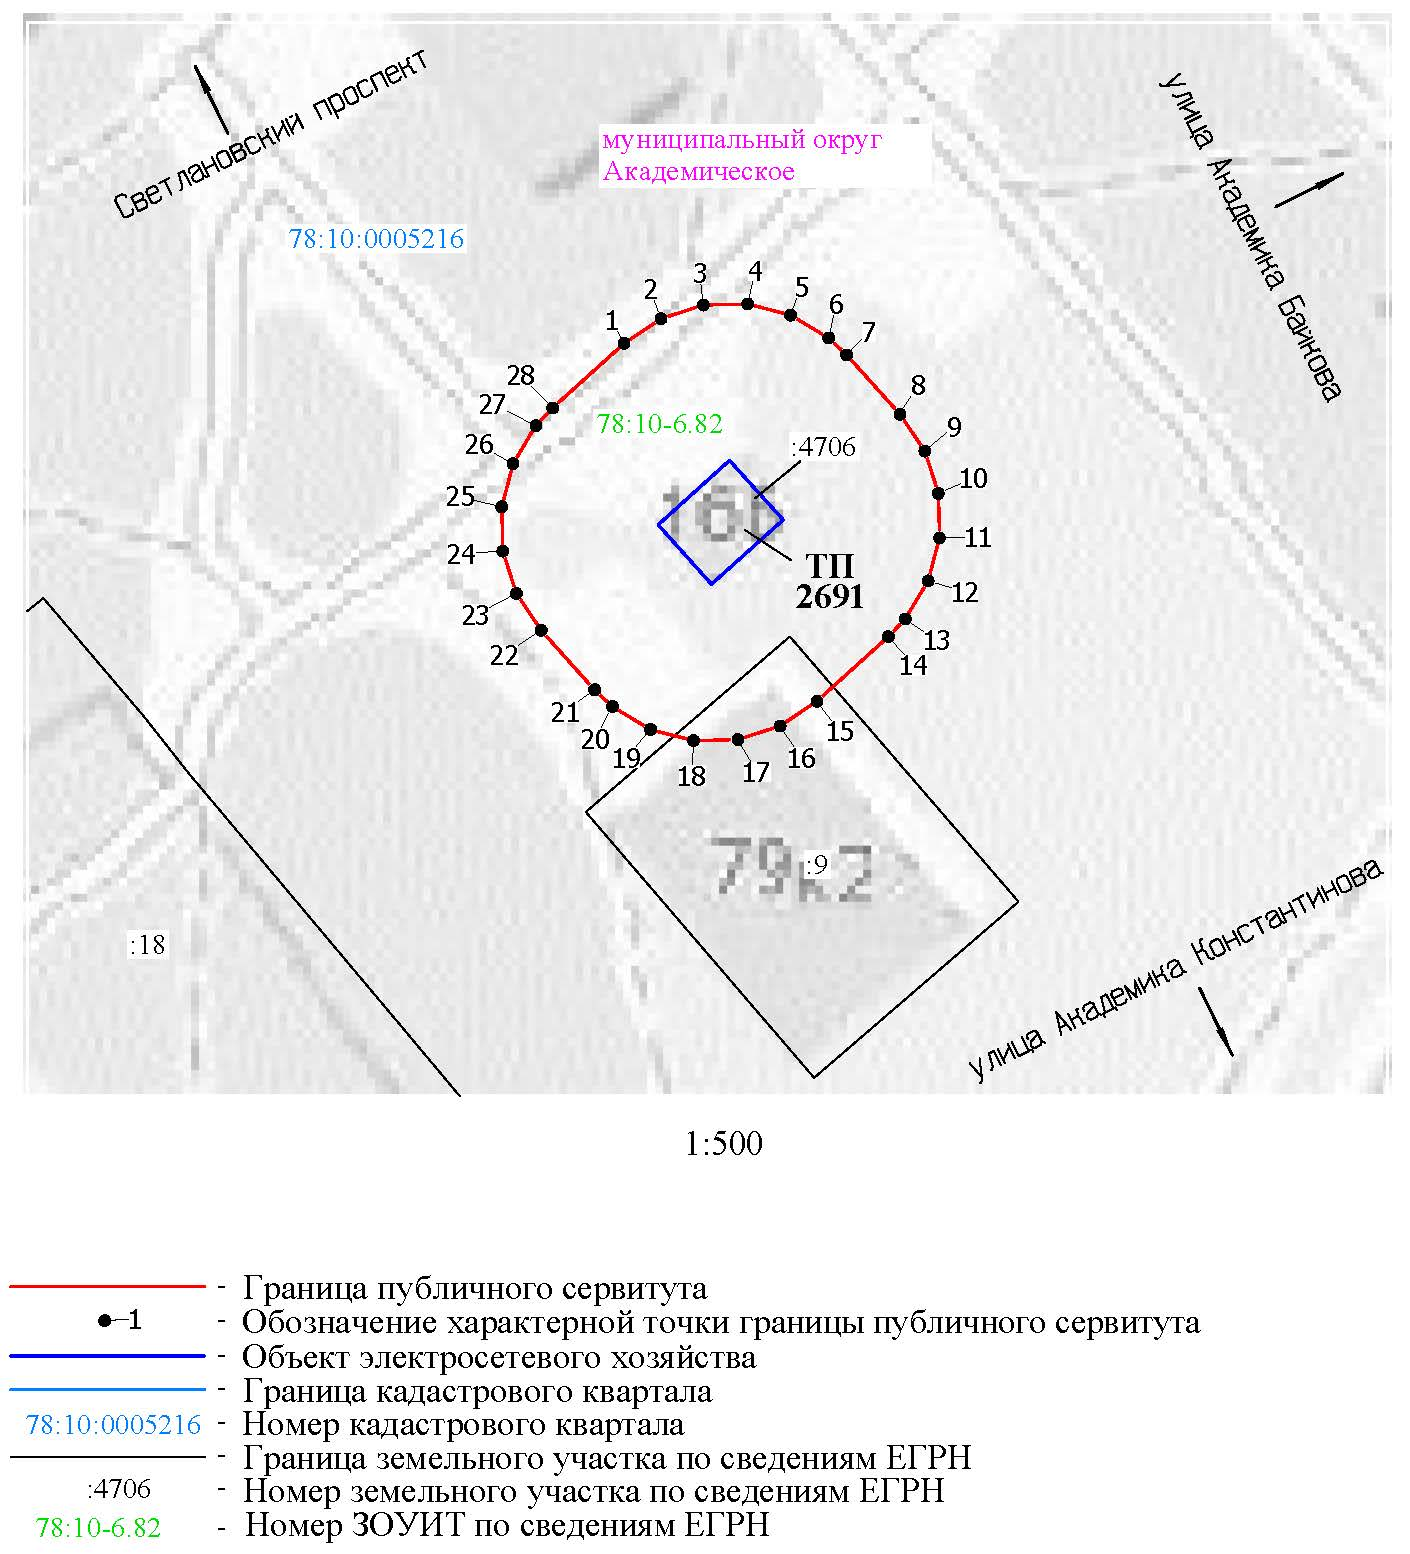 Светлановский проспект
улица Академика Байкова
муниципальный округ
Академическое
78:10:0005216
1
2
3
4
5
6
7
8
9
10
11
12
13
14
15
16
17
18
19
20
21
22
23
24
25
26
27
28
78:10-6.82
:4706
16Б
ТП
2691
79к2
:9
:18
улица Академика Константинова
1:500
- Граница публичного сервитута
1 - Обозначение характерной точки границы публичного сервитута
- Объект электросетевого хозяйства
- Граница кадастрового квартала
78:10:0005216 - Номер кадастрового квартала
- Граница земельного участка по сведениям ЕГРН
:4706 - Номер земельного участка по сведениям ЕГРН
78:10-6.82 - Номер ЗОУИТ по сведениям ЕГРН